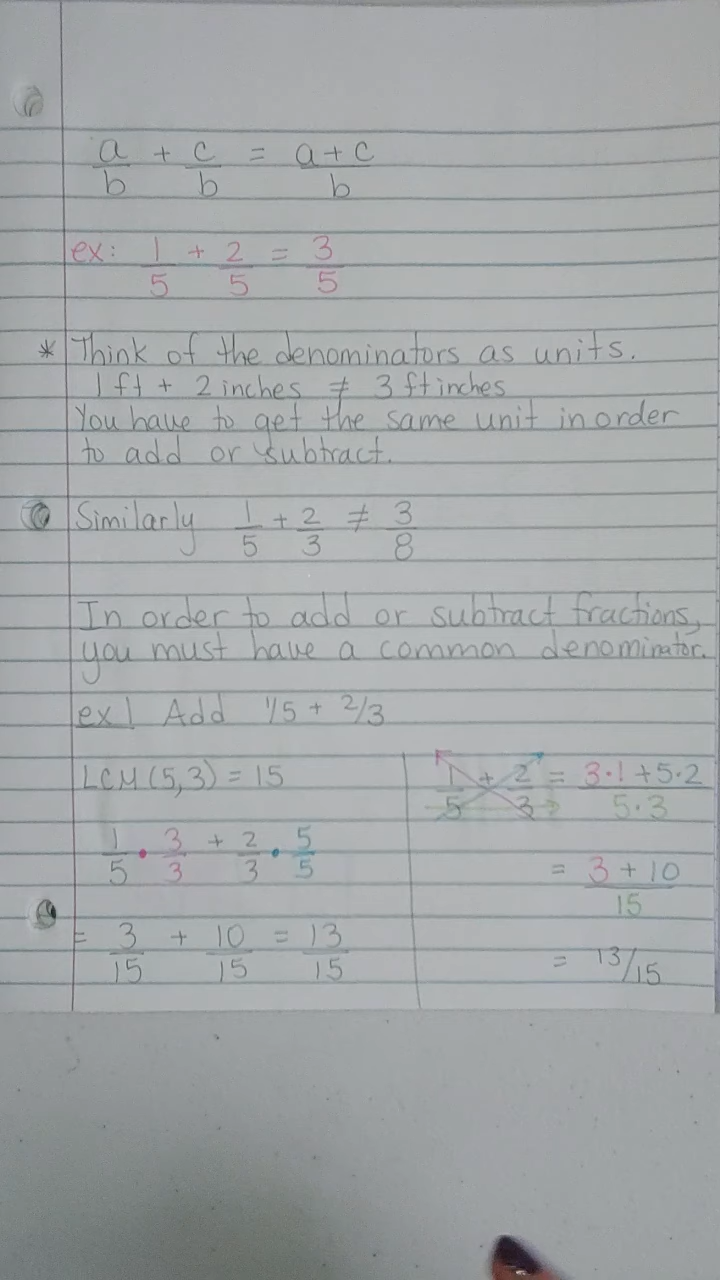 a/b + c/b = a+c/b
ex: 1/5 + 2/5 = 3/5
* Think of the denominators as units.
1 ft + 2 inches ≠ 3 ft inches
You have to get the same unit in order
to add or subtract.
Similarly 1/5 + 2/3 ≠ 3/8
In order to add or subtract fractions,
you must have a common denominator.
ex1 Add 1/5 + 2/3
LCM (5,3) = 15
1/5 • 3/3 + 2/3 • 5/5
= 3/15 + 10/15 = 13/15
1/5 + 2/3 = 3•1 + 5•2/5•3
= 3 + 10/15
= 13/15